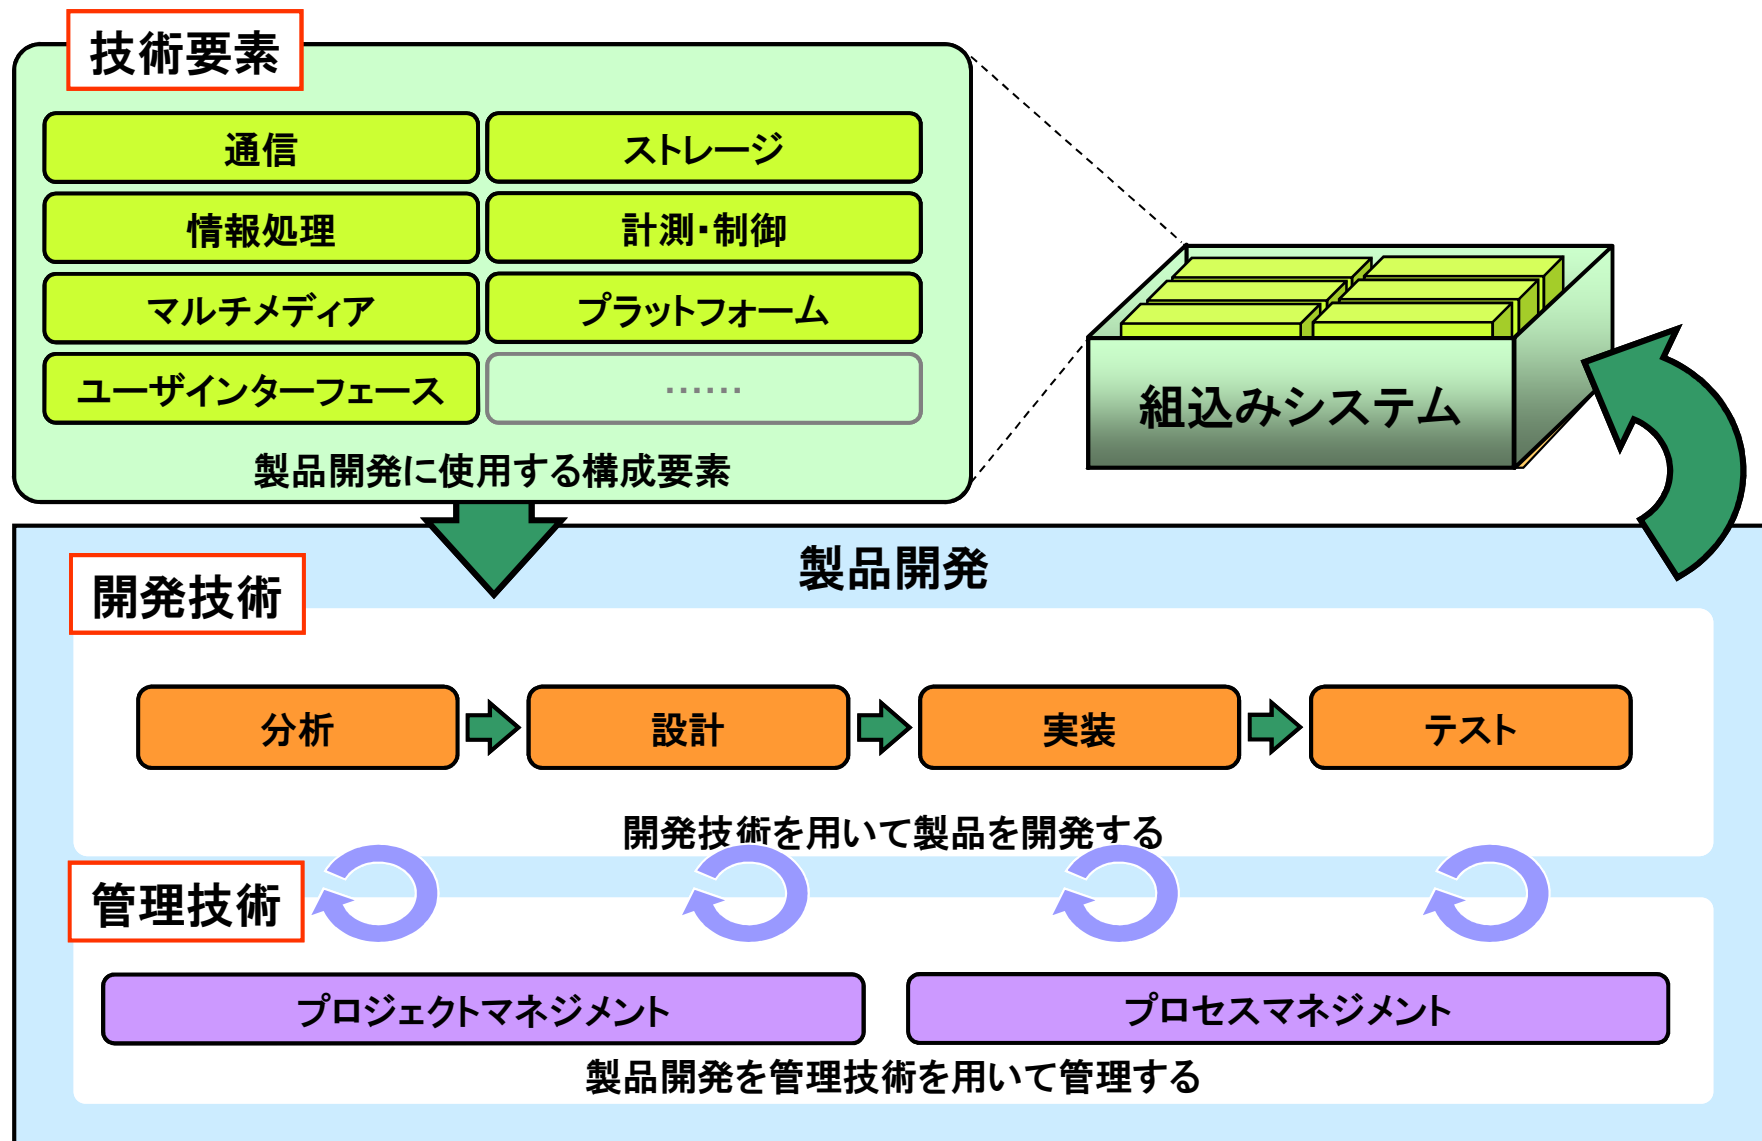 技術要素
通信
ストレージ
情報処理
計測・制御
マルチメディア
プラットフォーム
ユーザインターフェース
……
製品開発に使用する構成要素
組込みシステム
製品開発
開発技術
分析
設計
実装
テスト
開発技術を用いて製品を開発する
管理技術
プロジェクトマネジメント
プロセスマネジメント
製品開発を管理技術を用いて管理する